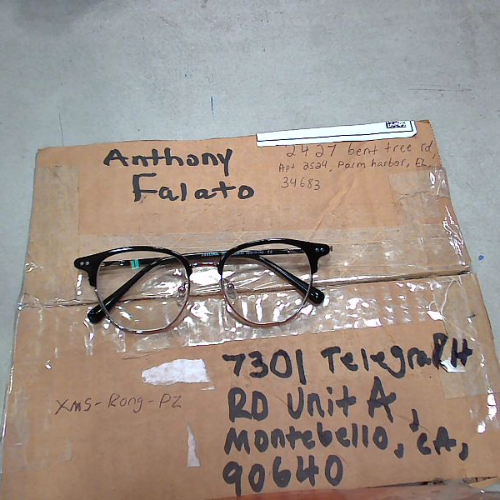 Anthony
Falato
2427 bent tree rd,
Apt 2524, Palm harbor, FL,
34683
7301 TelegraPH
RD Unit A,
Montebello, CA,
90640
XMS-Rong-PZ